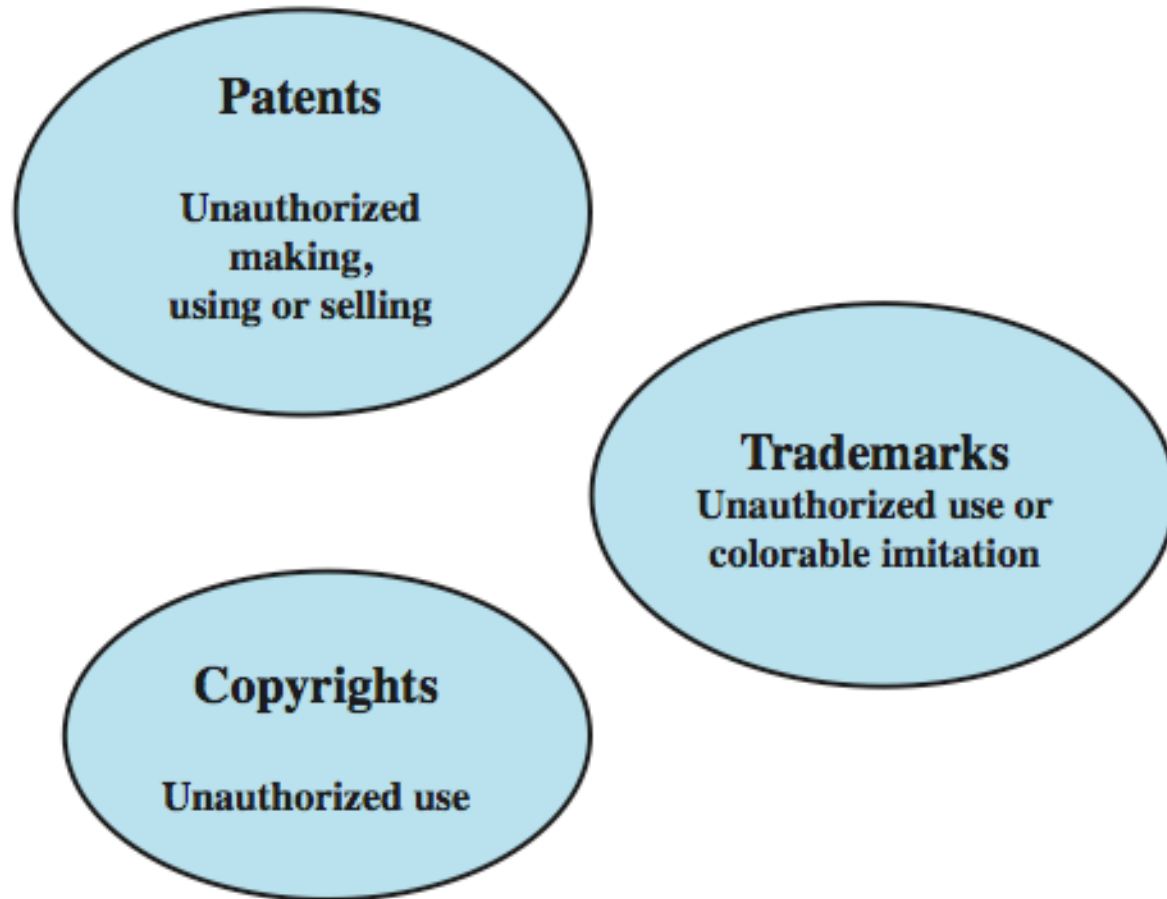 Patents
Unauthorized
making,
using or selling
Trademarks
Unauthorized use or
colorable imitation
Copyrights
Unauthorized use